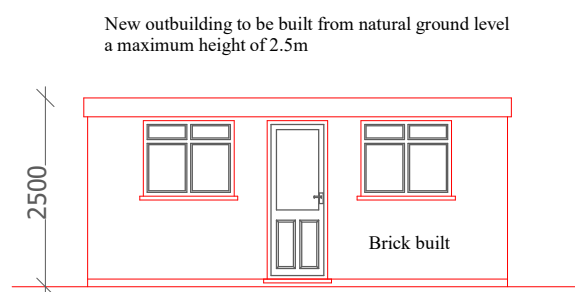 New outbuilding to be built from natural ground level
a maximum height of 2.5m
2500
Brick built